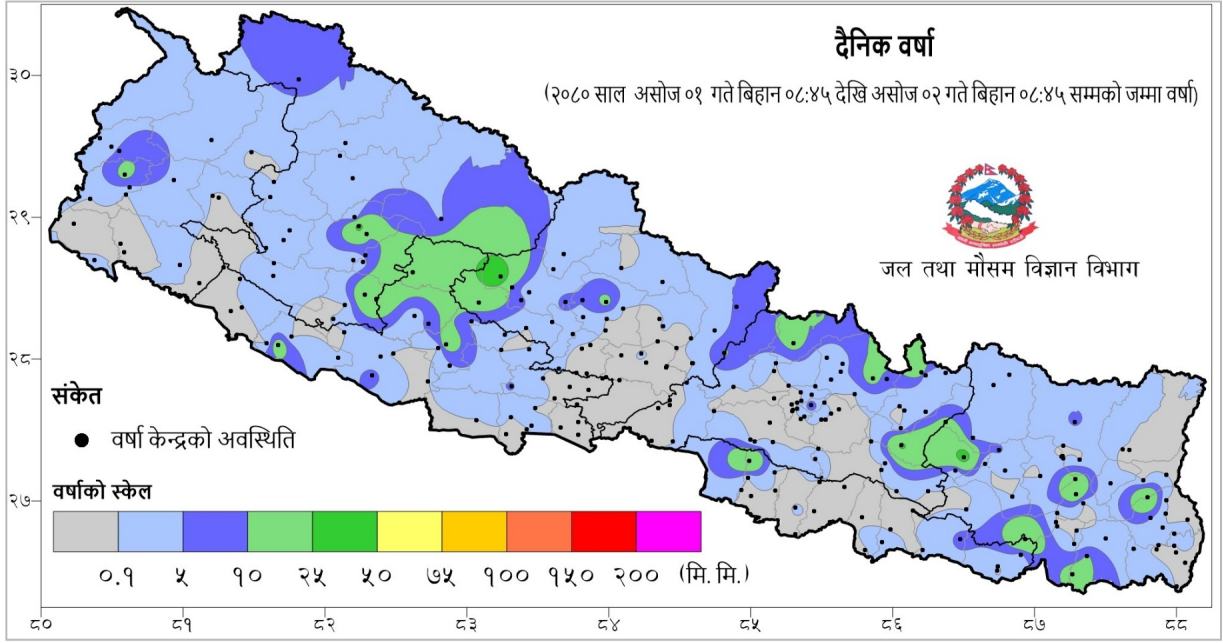 दैनिक वर्षा
(२०८० साल असोज ०१ गते बिहान ०८:४५ देखि असोज ०२ गते बिहान ०८:४५ सम्मको जम्मा वर्षा)
जल तथा मौसम विज्ञान विभाग
३०
२९
२८
२७
संकेत
वर्षा केन्द्रको अवस्थिति
वर्षाको स्केल
०.१ ५ १० २५ ५० ७५ १०० १५० २०० (मि.मि.)
८० ८१ ८२ ८३ ८४ ८५ ८६ ८७ ८८